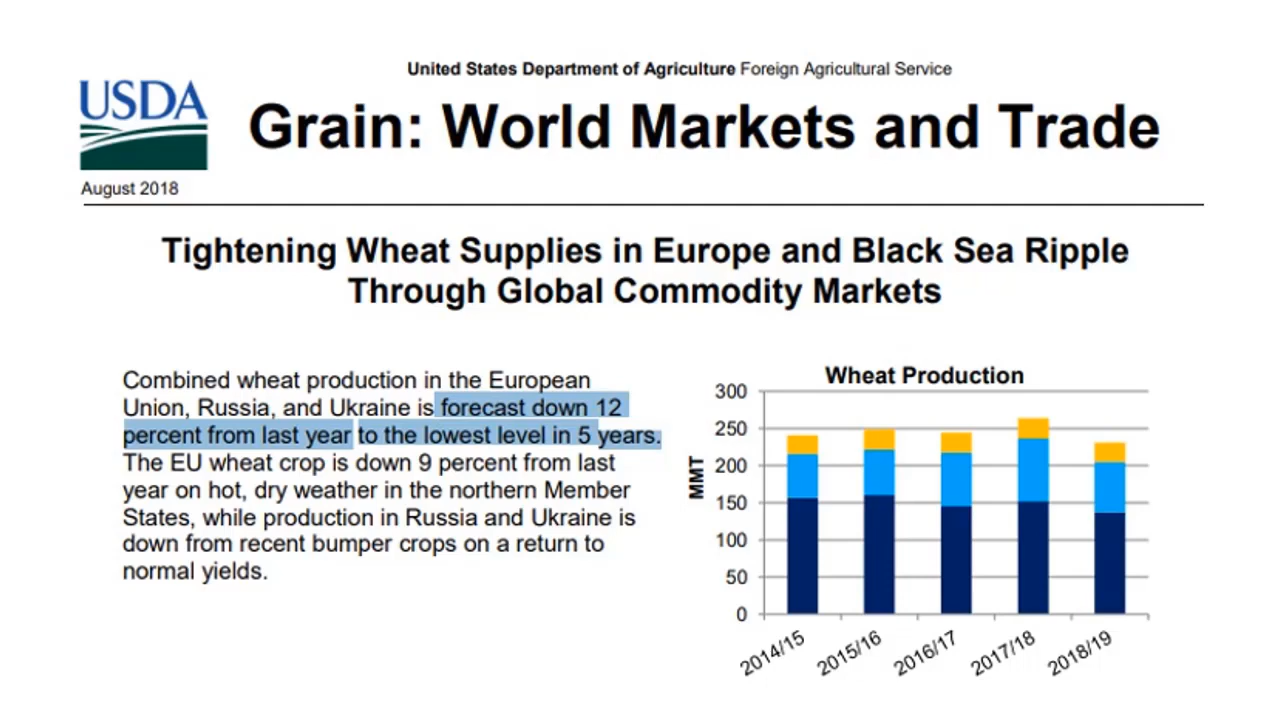 United States Department of Agriculture Foreign Agricultural Service
USDA
Grain: World Markets and Trade
August 2018
Tightening Wheat Supplies in Europe and Black Sea Ripple
Through Global Commodity Markets
Combined wheat production in the European
Union, Russia, and Ukraine is forecast down 12
percent from last year to the lowest level in 5 years.
The EU wheat crop is down 9 percent from last
year on hot, dry weather in the northern Member
States, while production in Russia and Ukraine is
down from recent bumper crops on a return to
normal yields.
Wheat Production
MMT
300
250
200
150
100
50
0
2014/15
2015/16
2016/17
2017/18
2018/19